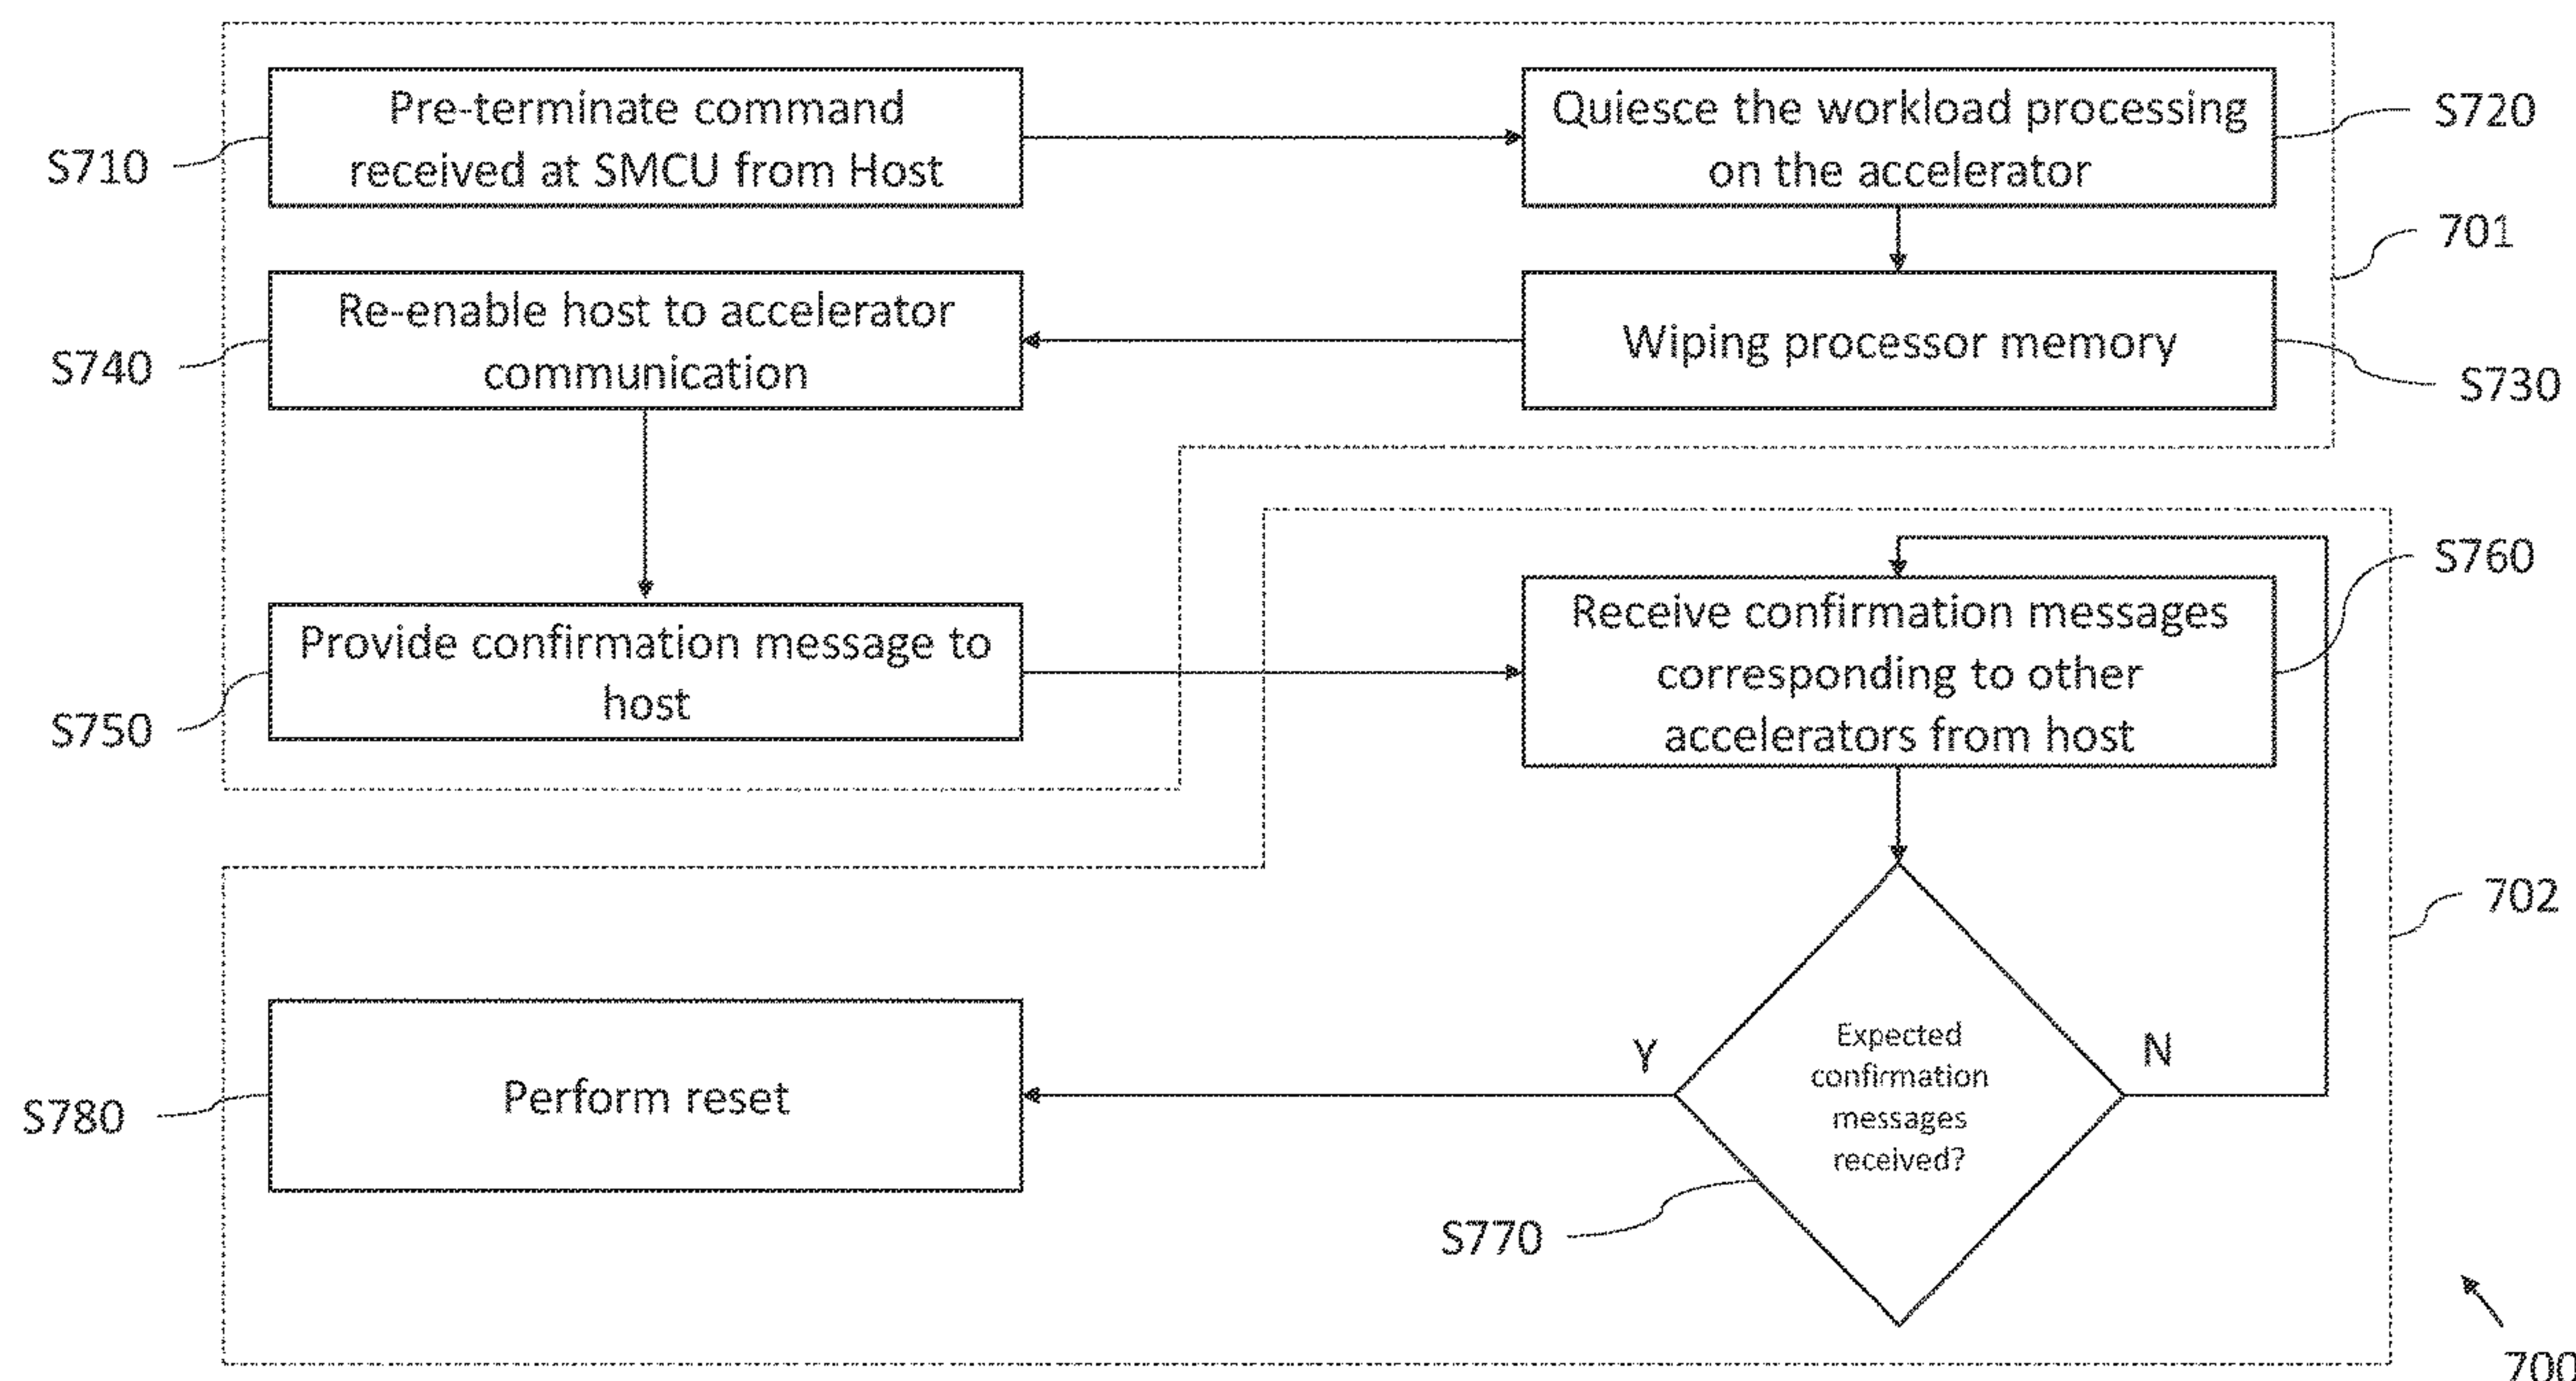 Pre-terminate command
received at SMCU from Host
S710
Quiesce the workload processing
on the accelerator
S720
701
Re-enable host to accelerator
communication
S740
Wiping processor memory
S730
Provide confirmation message to
host
S750
Receive confirmation messages
corresponding to other
accelerators from host
S760
702
Perform reset
S780
Y
Expected
confirmation
messages
received?
N
S770
700